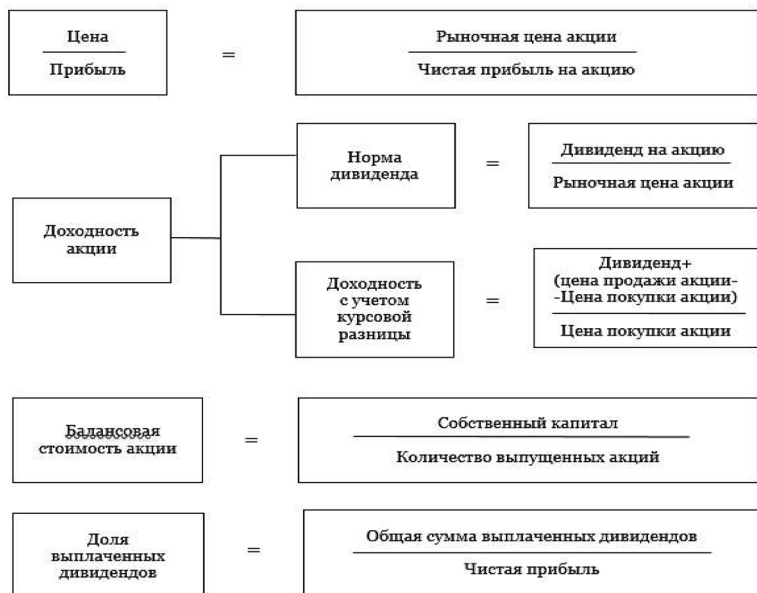 Цена
Прибыль
=
Рыночная цена акции
Чистая прибыль на акцию
Доходность
акции
Норма
дивиденда
=
Дивиденд на акцию
Рыночная цена акции
Доходность
с учетом
курсовой
разницы
=
Дивиденд+
(цена продажи акции-
-Цена покупки акции)
Цена покупки акции
Балансовая
стоимость акции
=
Собственный капитал
Количество выпущенных акций
Доля
выплаченных
дивидендов
=
Общая сумма выплаченных дивидендов
Чистая прибыль